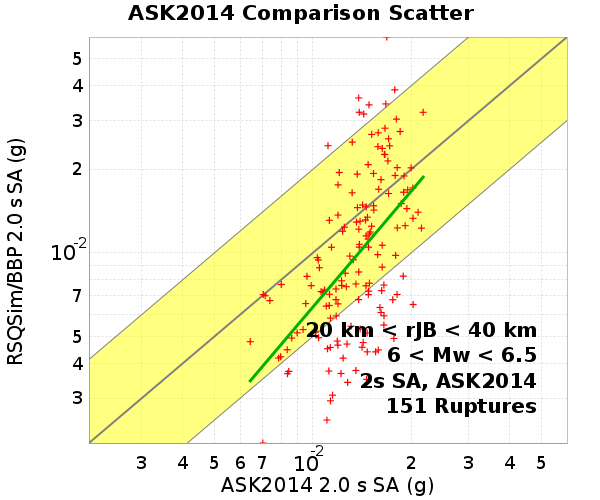 ASK2014 Comparison Scatter
RSQSim/BBP 2.0 s SA (g)
5
4
3
2
10-2
7
5
4
3
20 km < rJB < 40 km
6 < Mw < 6.5
2s SA, ASK2014
151 Ruptures
3 4 5 6 7 10-2 2 3 4 5
ASK2014 2.0 s SA (g)